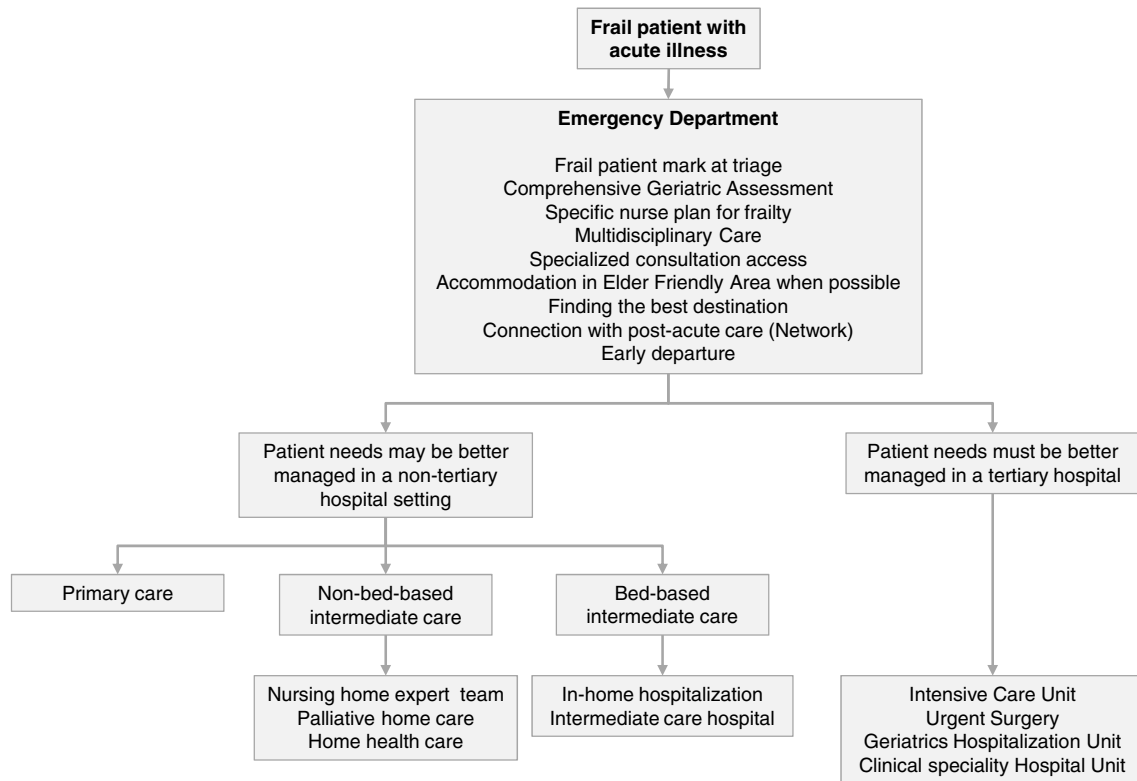 Frail patient with
acute illness
Emergency Department
Frail patient mark at triage
Comprehensive Geriatric Assessment
Specific nurse plan for frailty
Multidisciplinary Care
Specialized consultation access
Accommodation in Elder Friendly Area when possible
Finding the best destination
Connection with post-acute care (Network)
Early departure
Patient needs may be better
managed in a non-tertiary
hospital setting
Patient needs must be better
managed in a tertiary hospital
Primary care
Non-bed-based
intermediate care
Bed-based
intermediate care
Nursing home expert team
Palliative home care
Home health care
In-home hospitalization
Intermediate care hospital
Intensive Care Unit
Urgent Surgery
Geriatrics Hospitalization Unit
Clinical speciality Hospital Unit